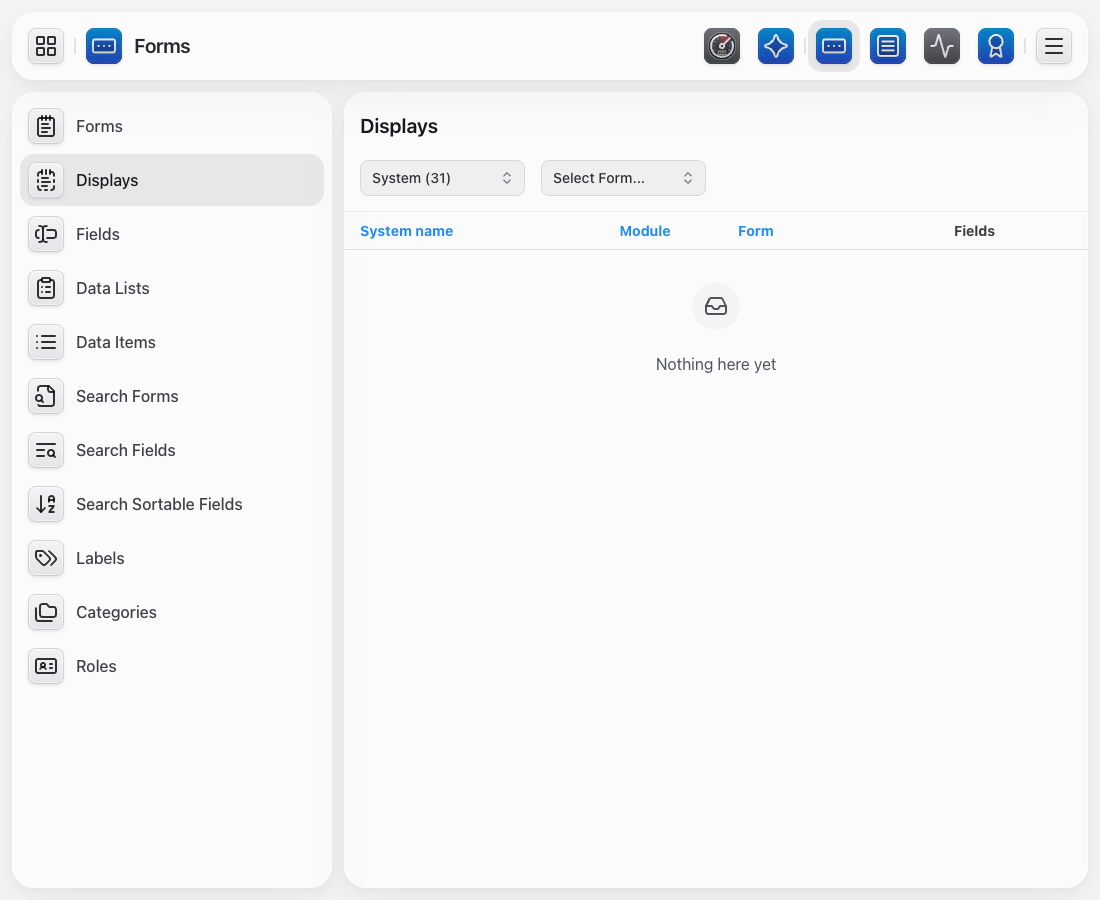 Forms
Forms
Displays
Fields
Data Lists
Data Items
Search Forms
Search Fields
Search Sortable Fields
Labels
Categories
Roles
Displays
System (31)
Select Form...
System name
Module
Form
Fields
Nothing here yet